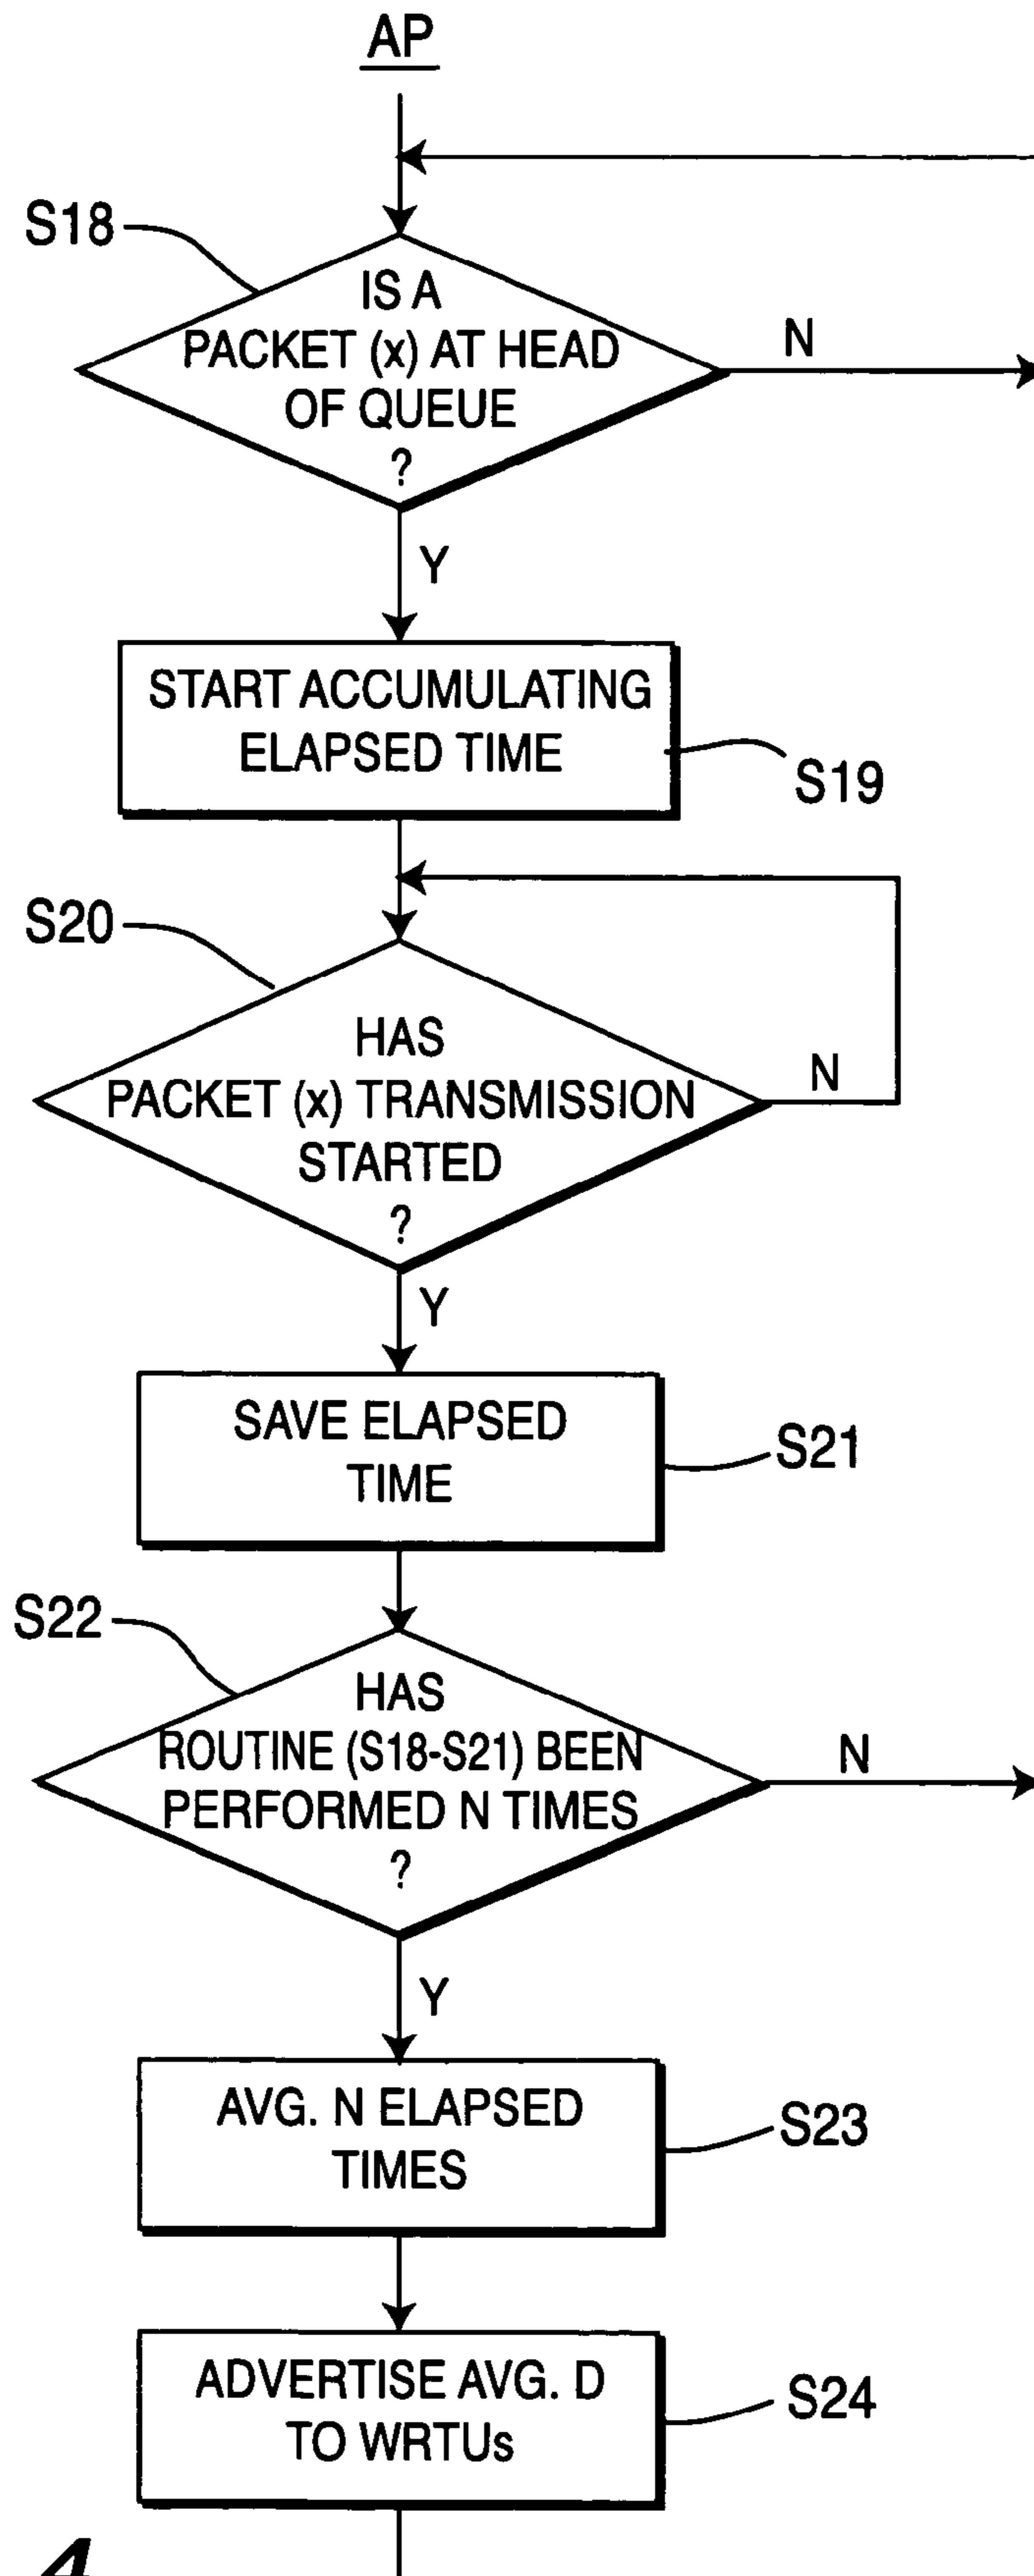 AP
S18
IS A
PACKET (x) AT HEAD
OF QUEUE
?
N
Y
START ACCUMULATING
ELAPSED TIME
S19
S20
HAS
PACKET (x) TRANSMISSION
STARTED
?
N
Y
SAVE ELAPSED
TIME
S21
S22
HAS
ROUTINE (S18-S21) BEEN
PERFORMED N TIMES
?
N
Y
AVG. N ELAPSED
TIMES
S23
ADVERTISE AVG. D
TO WRTUs
S24
4